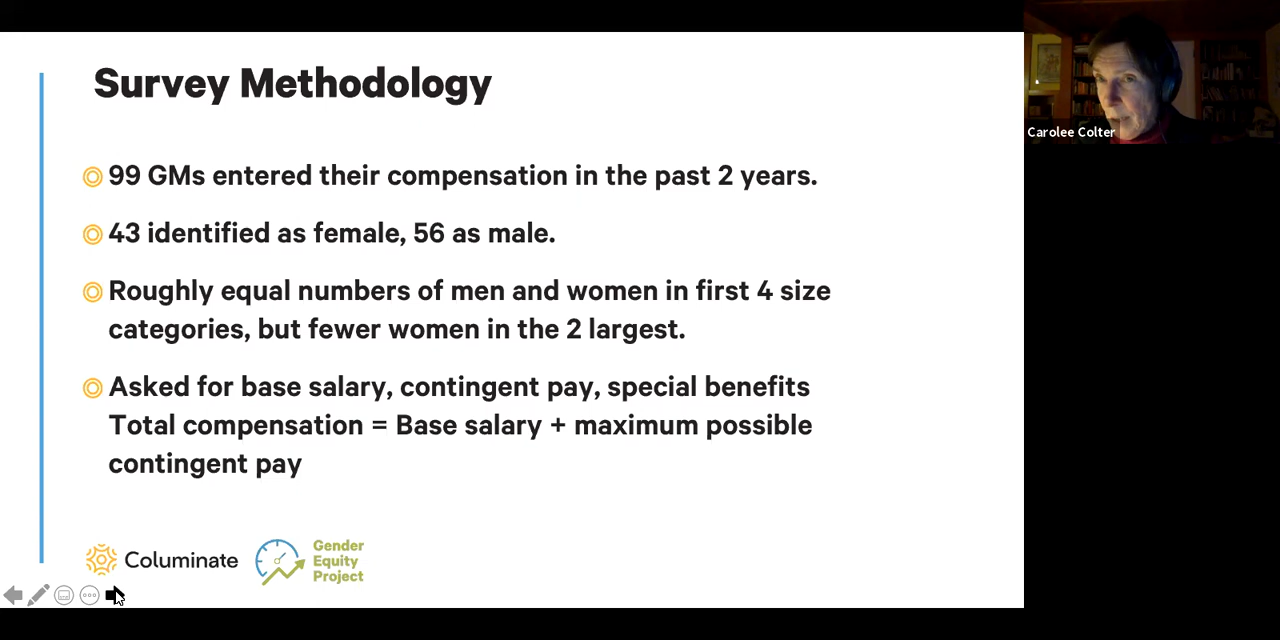 Survey Methodology
99 GMs entered their compensation in the past 2 years.
43 identified as female, 56 as male.
Roughly equal numbers of men and women in first 4 size
categories, but fewer women in the 2 largest.
Asked for base salary, contingent pay, special benefits
Total compensation = Base salary + maximum possible
contingent pay
Columinate
Gender
Equity
Project
Carolee Colter